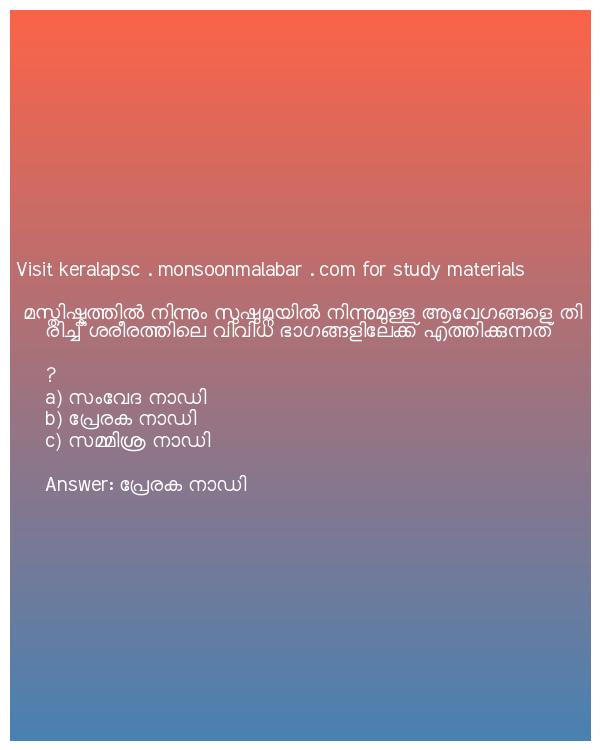 Visit keralapsc . monsoonmalabar . com for study materials
മസ്തിഷ്കത്തിൽ നിന്നും സുഷുമ്നയിൽ നിന്നുമുള്ള ആവേഗങ്ങളെ തി
രിച്ച് ശരീരത്തിലെ വിവിധ ഭാഗങ്ങളിലേക്ക് എത്തിക്കുന്നത്
?
a) സംവേദ നാഡി
b) പ്രേരക നാഡി
c) സമ്മിശ്ര നാഡി
Answer: പ്രേരക നാഡി